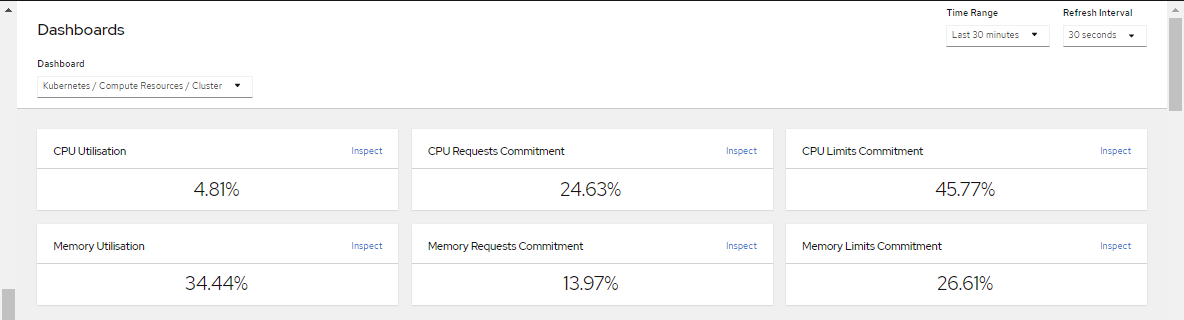 Dashboards
Time Range
Refresh Interval
Last 30 minutes
30 seconds
Dashboard
Kubernetes / Compute Resources / Cluster
CPU Utilisation Inspect
CPU Requests Commitment Inspect
CPU Limits Commitment Inspect
4.81%
24.63%
45.77%
Memory Utilisation Inspect
Memory Requests Commitment Inspect
Memory Limits Commitment Inspect
34.44%
13.97%
26.61%